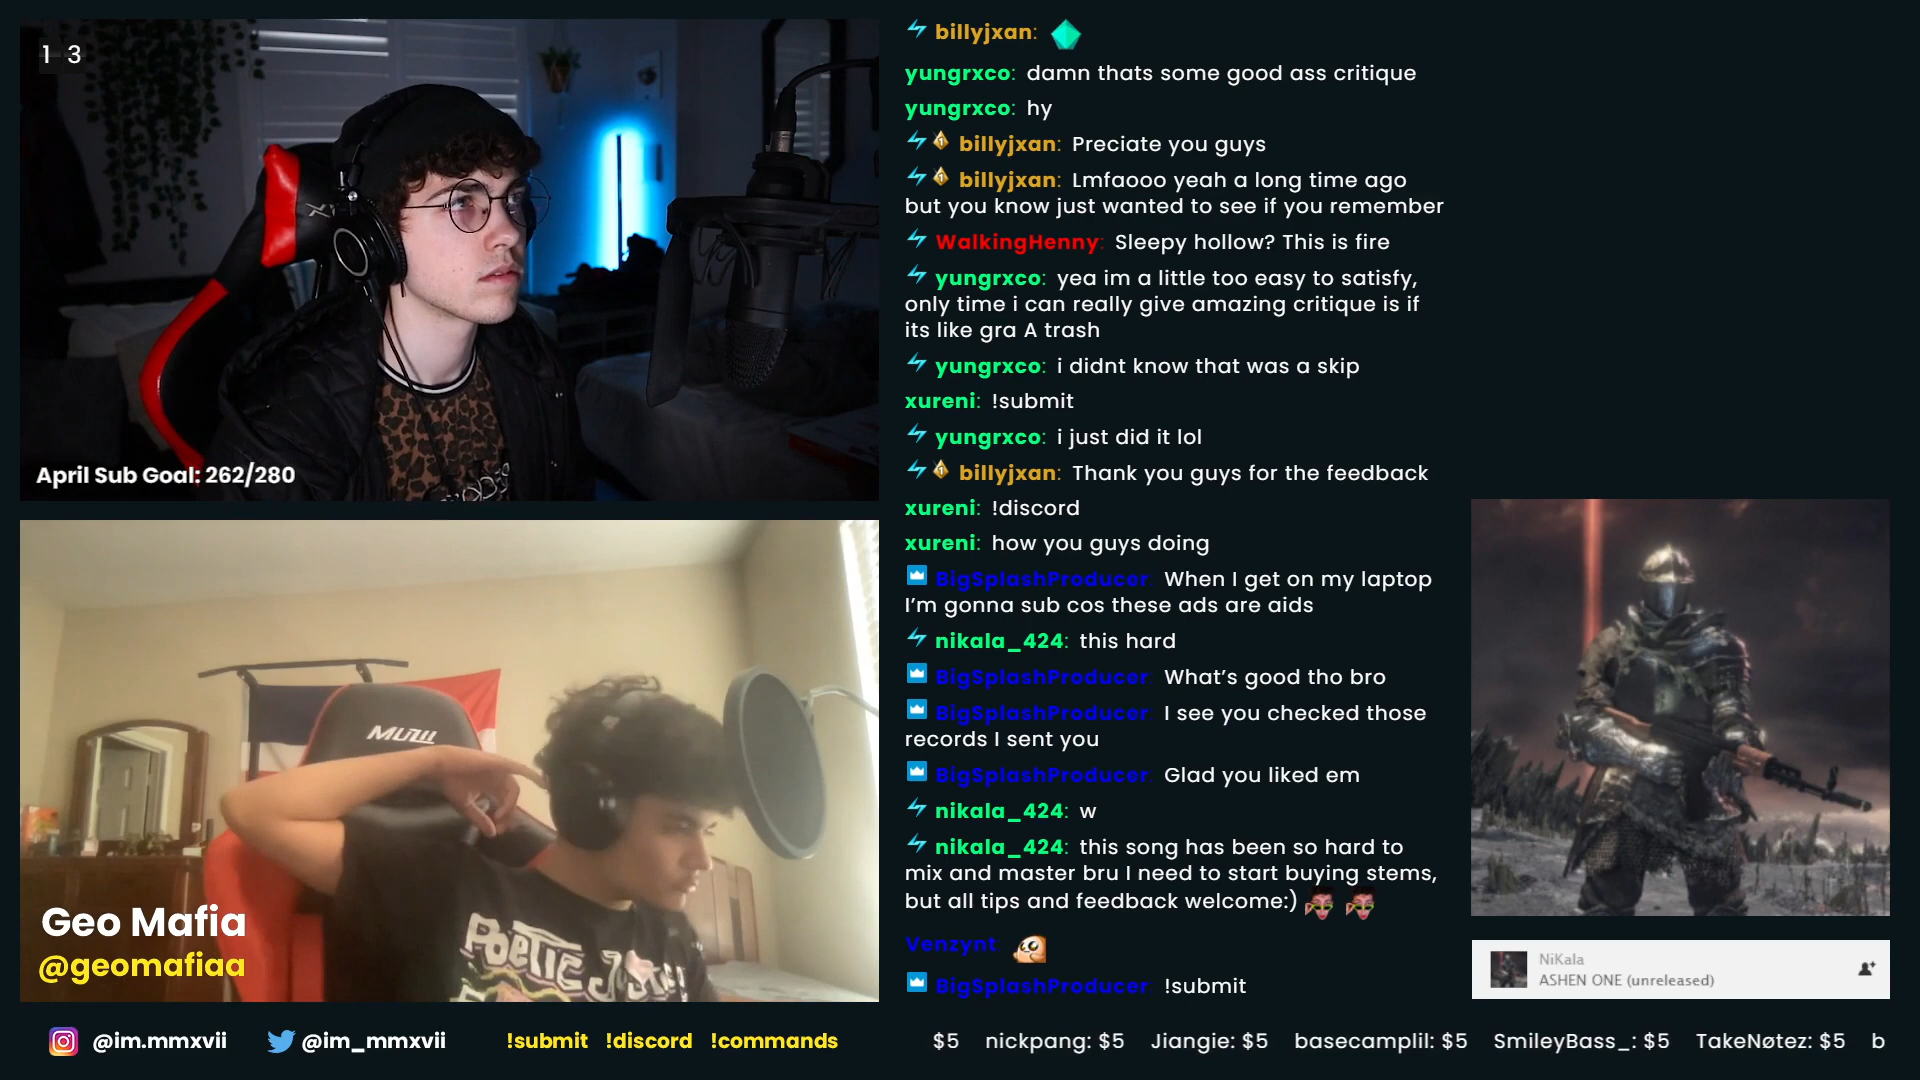 1 3
April Sub Goal: 262/280
MUZLI
POETIC JUSTICE
Geo Mafia
@geomafiaa
billyjxan:
yungrxco: damn thats some good ass critique
yungrxco: hy
billyjxan: Preciate you guys
billyjxan: Lmfaooo yeah a long time ago
but you know just wanted to see if you remember
WalkingHenny: Sleepy hollow? This is fire
yungrxco: yea im a little too easy to satisfy,
only time i can really give amazing critique is if
its like gra A trash
yungrxco: i didnt know that was a skip
xureni: !submit
yungrxco: i just did it lol
billyjxan: Thank you guys for the feedback
xureni: !discord
xureni: how you guys doing
BigSplashProducer: When I get on my laptop
I’m gonna sub cos these ads are aids
nikala_424: this hard
BigSplashProducer: What’s good tho bro
BigSplashProducer: I see you checked those
records I sent you
BigSplashProducer: Glad you liked em
nikala_424: w
nikala_424: this song has been so hard to
mix and master bru I need to start buying stems,
but all tips and feedback welcome:)
Venzynt:
BigSplashProducer: !submit
NiKala
ASHEN ONE (unreleased)
@im.mmxvii @im_mmxvii !submit !discord !commands
$5 nickpang: $5 Jiangie: $5 basecamplil: $5 SmileyBass_: $5 TakeNøtez: $5 b